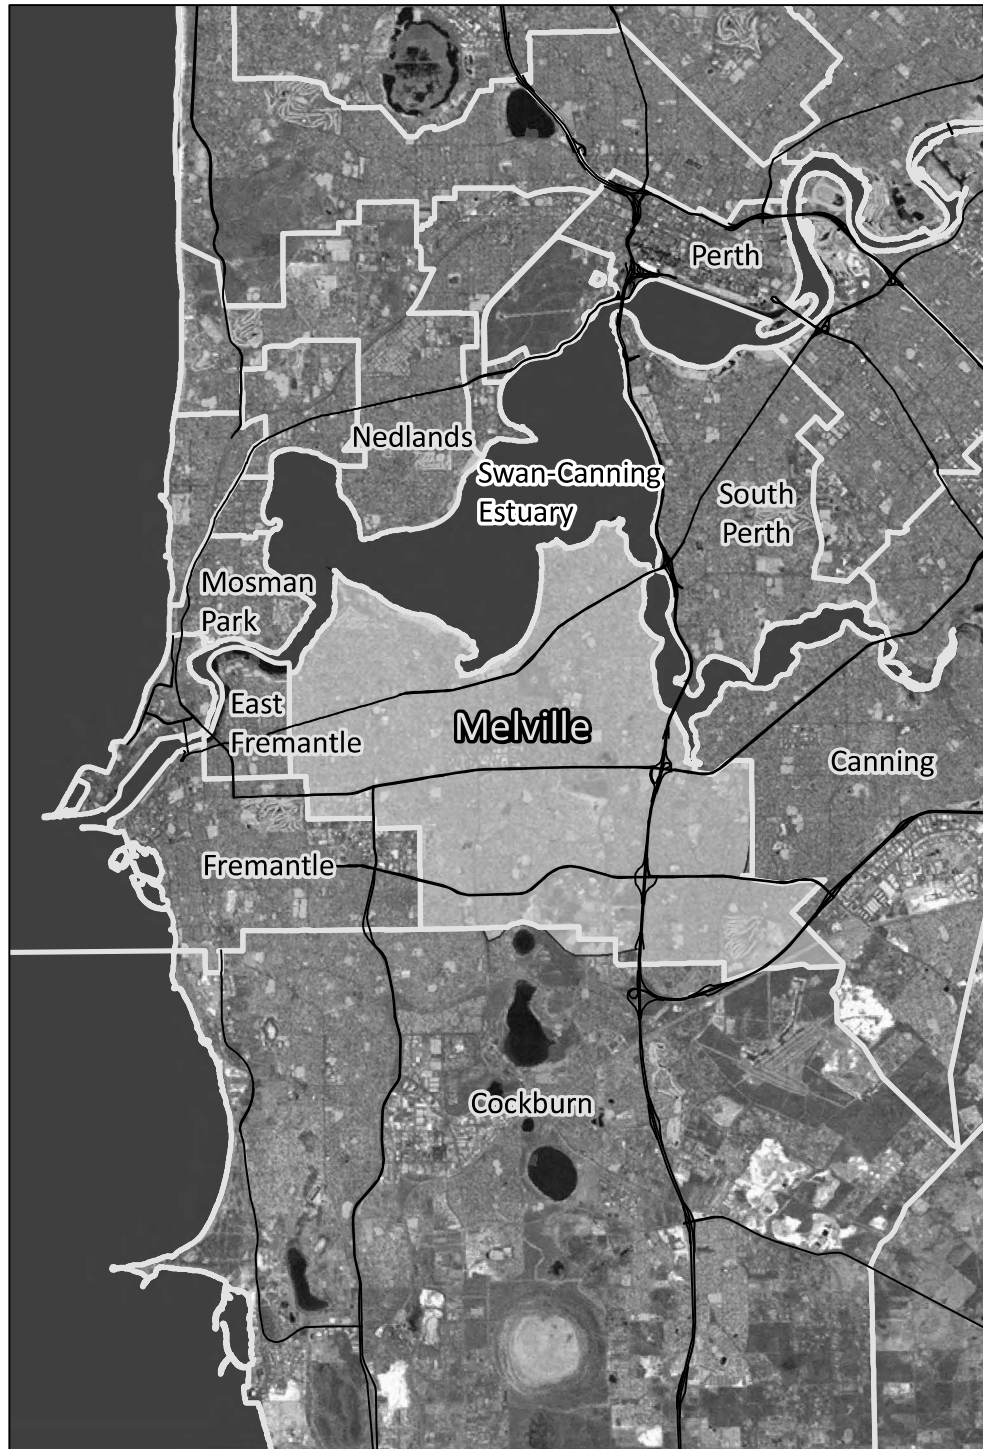 Perth
Nedlands
Swan-Canning
Estuary
South
Perth
Mosman
Park
East
Fremantle
Melville
Canning
Fremantle
Cockburn